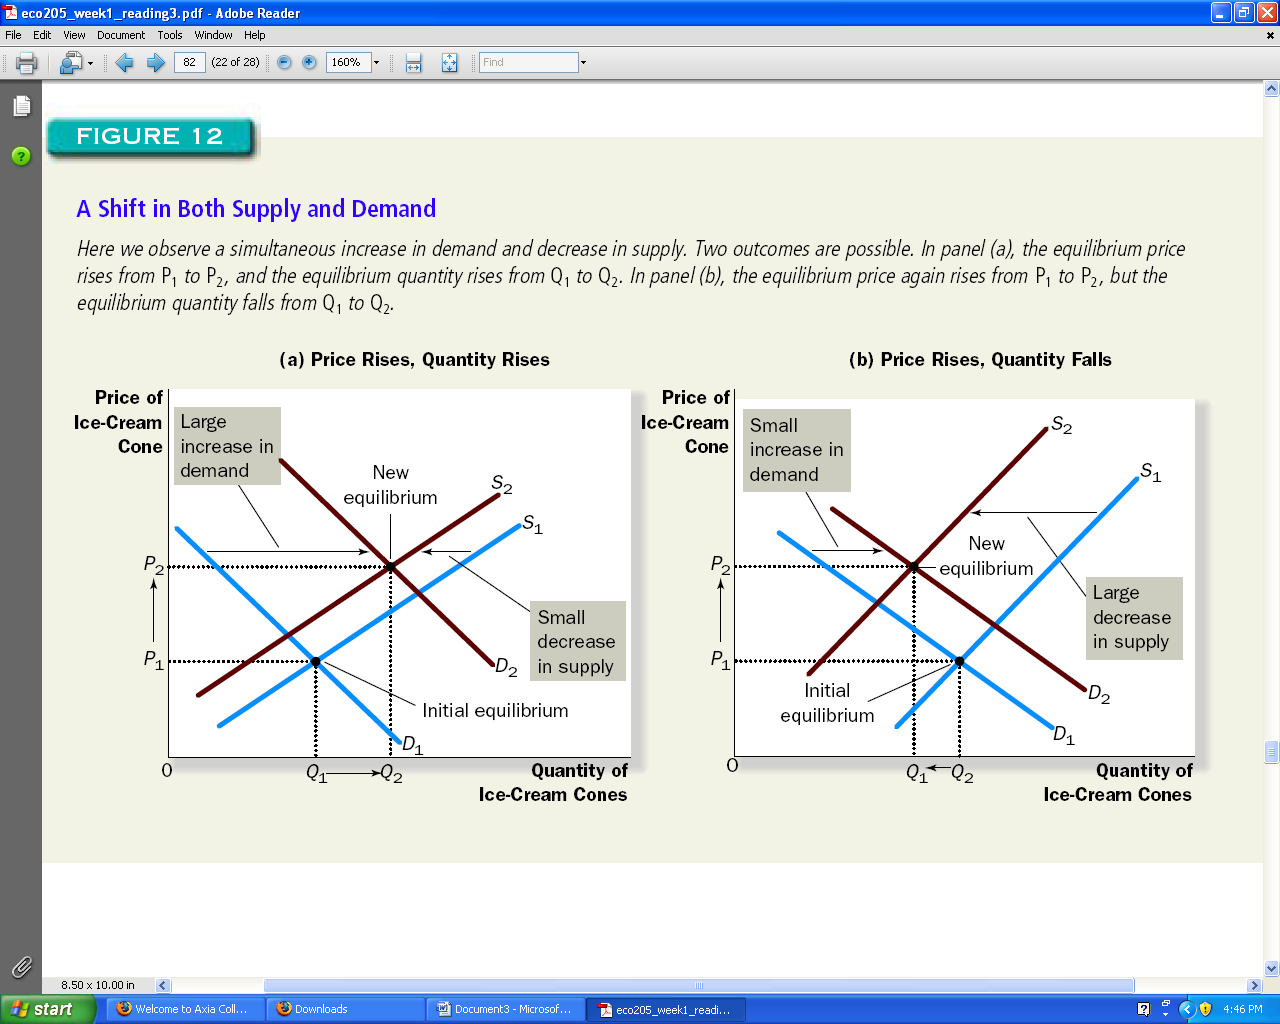 eco205_week1_reading3.pdf - Adobe Reader
File Edit View Document Tools Window Help
82 (22 of 28) 160% Find
FIGURE 12
A Shift in Both Supply and Demand
Here we observe a simultaneous increase in demand and decrease in supply. Two outcomes are possible. In panel (a), the equilibrium price
rises from P1 to P2, and the equilibrium quantity rises from Q1 to Q2. In panel (b), the equilibrium price again rises from P1 to P2, but the
equilibrium quantity falls from Q1 to Q2.
(a) Price Rises, Quantity Rises
Price of
Ice-Cream
Cone
Large
increase in
demand
New
equilibrium
S2
S1
P2
P1
Small
decrease
in supply
D2
Initial equilibrium
D1
0
Q1
Q2
Quantity of
Ice-Cream Cones
(b) Price Rises, Quantity Falls
Price of
Ice-Cream
Cone
Small
increase in
demand
S2
S1
New
equilibrium
P2
P1
Large
decrease
in supply
Initial
equilibrium
D2
D1
0
Q1
Q2
Quantity of
Ice-Cream Cones
8.50 x 10.00 in
start
Welcome to Axia Coll...
Downloads
Document3 - Microsof...
eco205_week1_readi...
4:46 PM